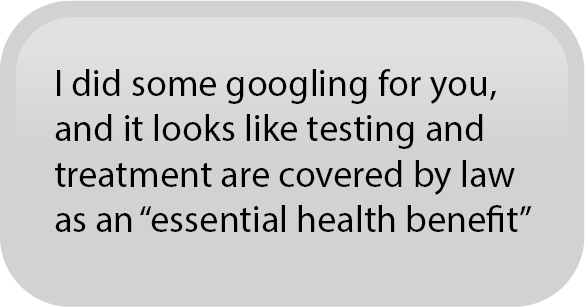 I did some googling for you,
and it looks like testing and
treatment are covered by law
as an “essential health benefit”